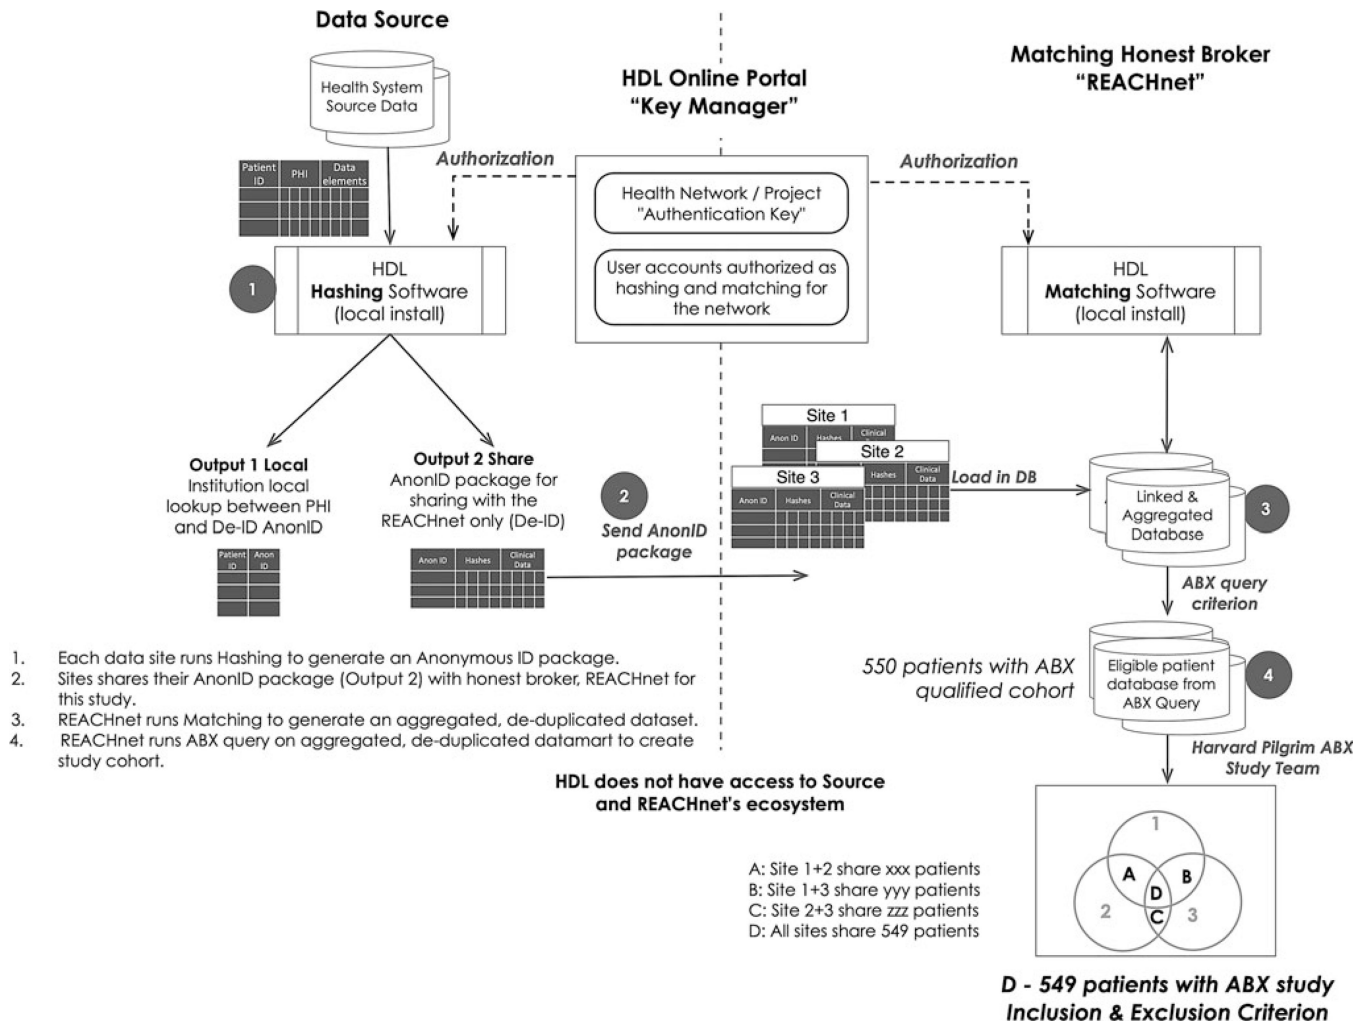 Data Source
Health System
Source Data
HDL Online Portal
“Key Manager”
Matching Honest Broker
“REACHnet”
Patient
ID
PHI
Data
elements
Authorization
Authorization
Health Network / Project
"Authentication Key"
User accounts authorized as
hashing and matching for
the network
1
HDL
Hashing Software
(local install)
HDL
Matching Software
(local install)
Output 1 Local
Institution local
lookup between PHI
and De-ID AnonID
Patient
ID
Anon
ID
Output 2 Share
AnonID package for
sharing with the
REACHnet only (De-ID)
Anon ID
Hashes
Clinical
Data
2
Send AnonID
package
Site 1
Anon ID
Hashes
Clinical
Site 2
Hashes
Clinical
Data
Site 3
Anon ID
Hashes
Clinical
Data
Load in DB
Linked &
Aggregated
Database
3
ABX query
criterion
550 patients with ABX
qualified cohort
Eligible patient
database from
ABX Query
4
Harvard Pilgrim ABX
Study Team
1. Each data site runs Hashing to generate an Anonymous ID package.
2. Sites shares their AnonID package (Output 2) with honest broker, REACHnet for
this study.
3. REACHnet runs Matching to generate an aggregated, de-duplicated dataset.
4. REACHnet runs ABX query on aggregated, de-duplicated datamart to create
study cohort.
HDL does not have access to Source
and REACHnet's ecosystem
A: Site 1+2 share xxx patients
B: Site 1+3 share yyy patients
C: Site 2+3 share zzz patients
D: All sites share 549 patients
1
A
B
D
2
C
3
D - 549 patients with ABX study
Inclusion & Exclusion Criterion